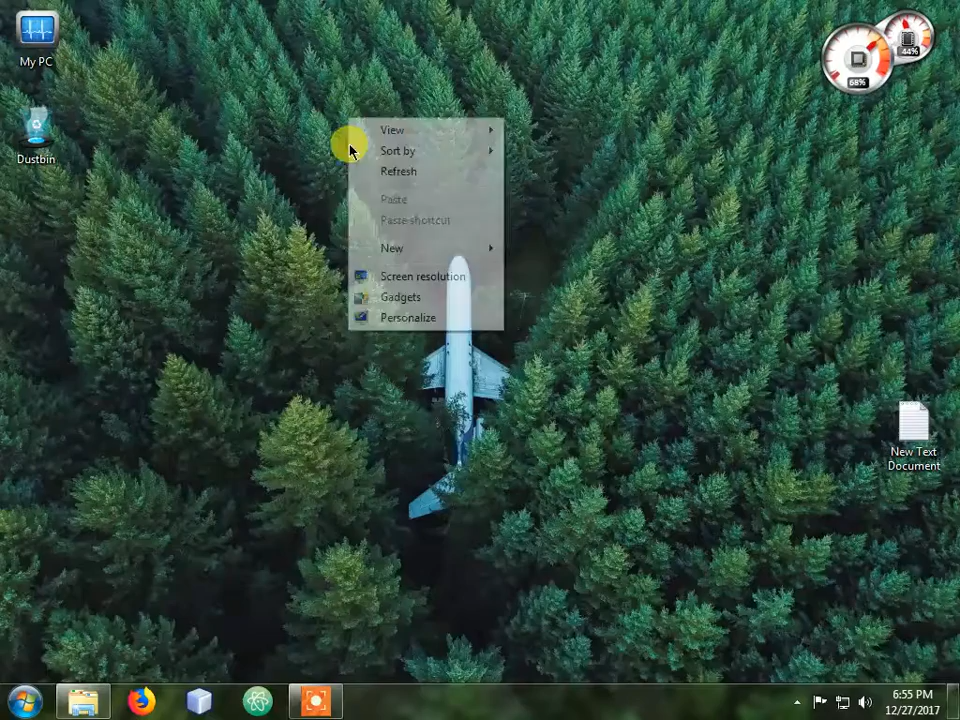 My PC
Dustbin
44%
68%
View
Sort by
Refresh
Paste
Paste shortcut
New
Screen resolution
Gadgets
Personalize
New Text
Document
6:55 PM
12/27/2017